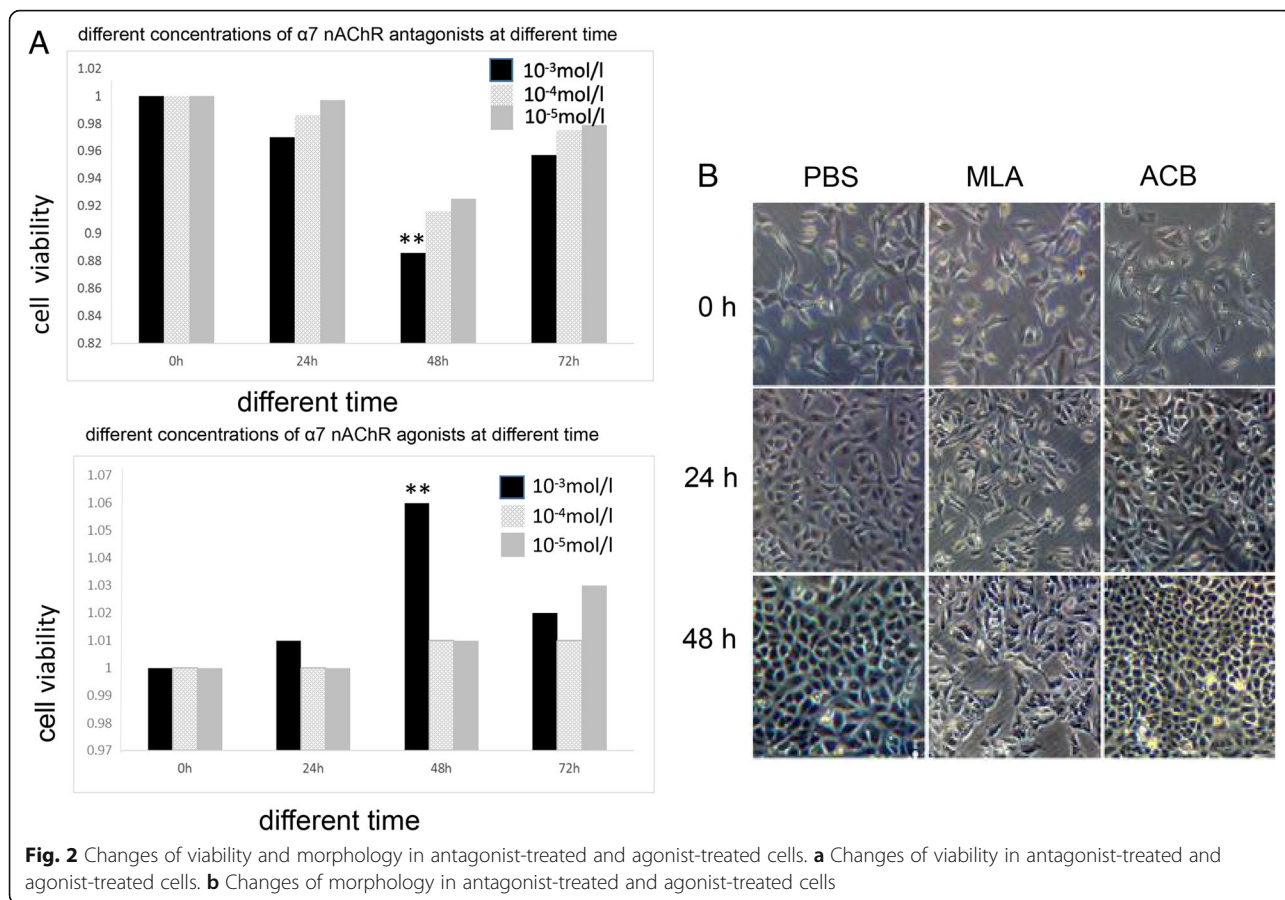 A
different concentrations of α7 nAChR antagonists at different time
1.02
1
0.98
0.96
0.94
0.92
0.9
0.88
0.86
0.84
0.82
10⁻³mol/l
10⁻⁴mol/l
10⁻⁵mol/l
**
cell viability
0h 24h 48h 72h
different time
different concentrations of α7 nAChR agonists at different time
1.07
1.06
1.05
1.04
1.03
1.02
1.01
1
0.99
0.98
0.97
10⁻³mol/l
10⁻⁴mol/l
10⁻⁵mol/l
**
cell viability
0h 24h 48h 72h
different time
B
PBS MLA ACB
0 h
24 h
48 h
Fig. 2 Changes of viability and morphology in antagonist-treated and agonist-treated cells. a Changes of viability in antagonist-treated and
agonist-treated cells. b Changes of morphology in antagonist-treated and agonist-treated cells